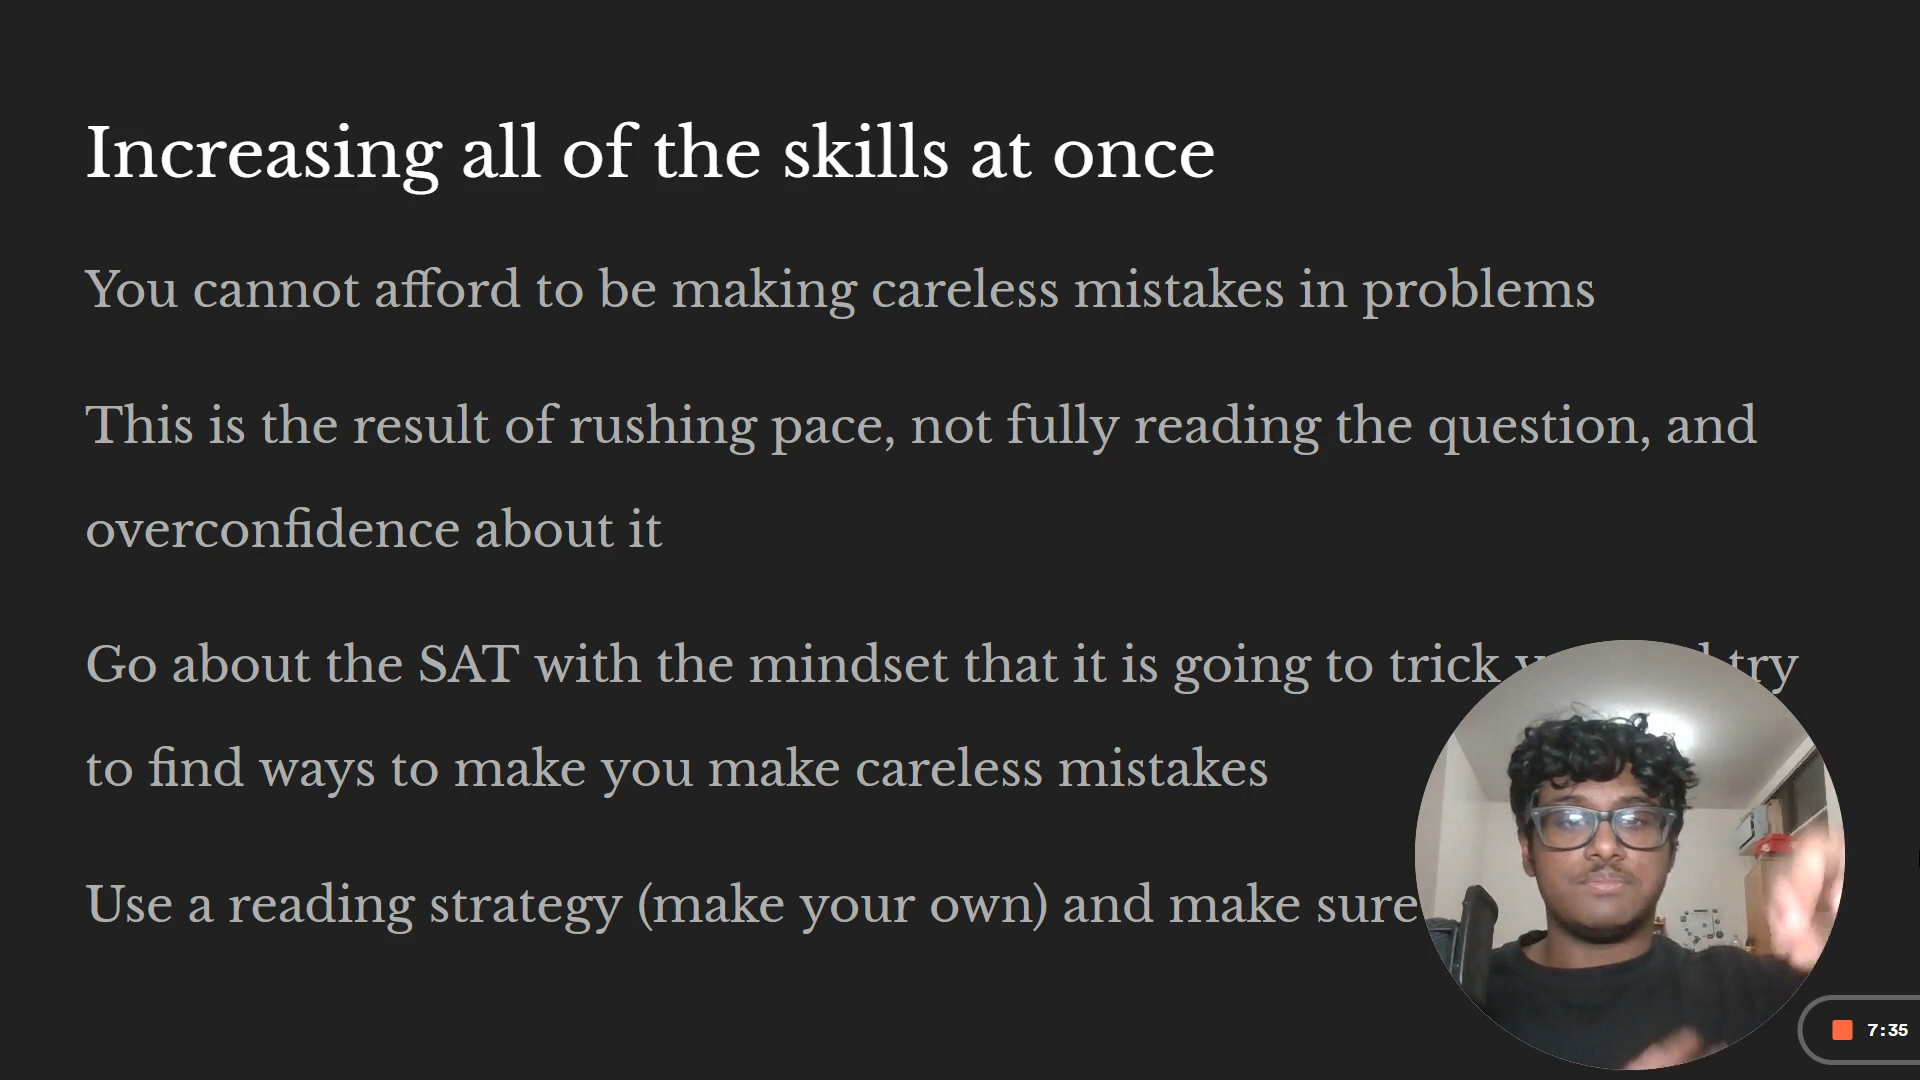 Increasing all of the skills at once
You cannot afford to be making careless mistakes in problems
This is the result of rushing pace, not fully reading the question, and
overconfidence about it
Go about the SAT with the mindset that it is going to trick try
to find ways to make you make careless mistakes
Use a reading strategy (make your own) and make sure
7:35